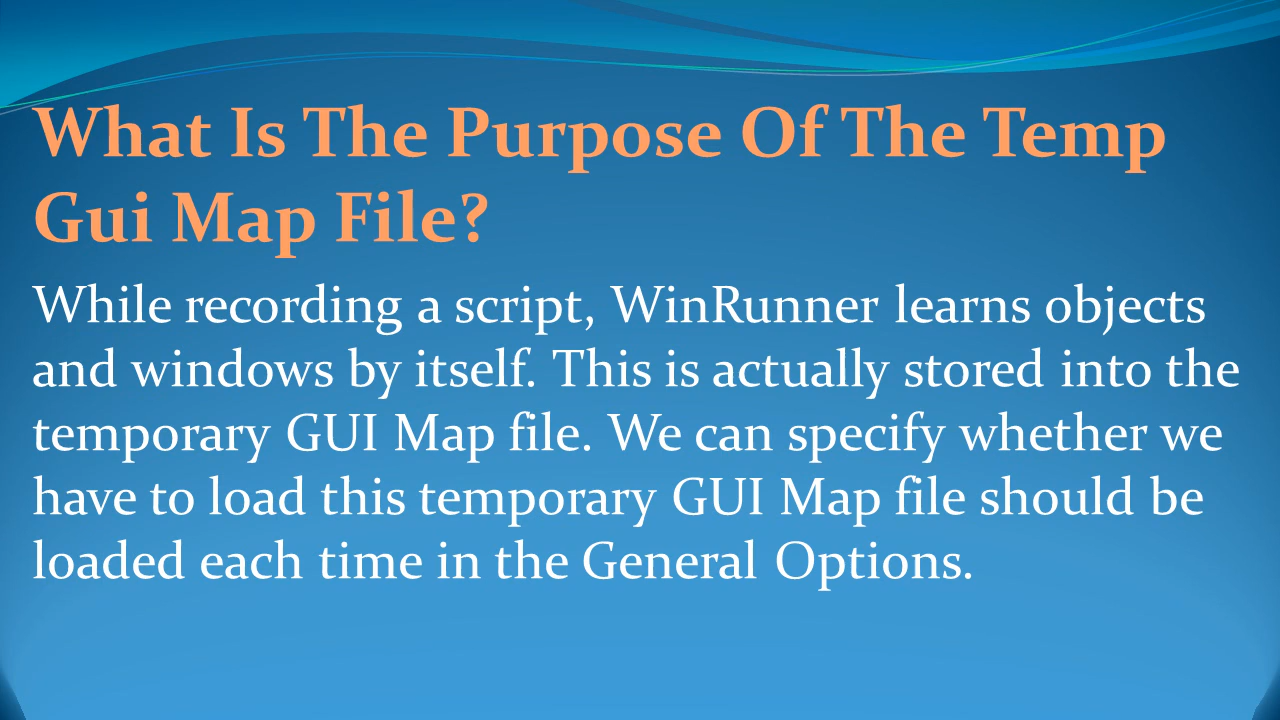 What Is The Purpose Of The Temp
Gui Map File?
While recording a script, WinRunner learns objects
and windows by itself. This is actually stored into the
temporary GUI Map file. We can specify whether we
have to load this temporary GUI Map file should be
loaded each time in the General Options.